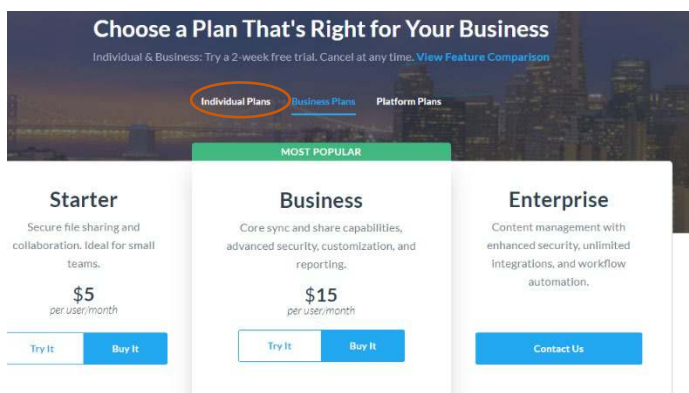 Choose a Plan That's Right for Your Business
Individual & Business: Try a 2-week free trial. Cancel at any time. View Feature Comparison
Individual Plans Business Plans Platform Plans
MOST POPULAR
Starter
Secure file sharing and
collaboration. Ideal for small
teams.
$5
per user/month
Try It Buy It
Business
Core sync and share capabilities,
advanced security, customization, and
reporting.
$15
per user/month
Try It Buy It
Enterprise
Content management with
enhanced security, unlimited
integrations, and workflow
automation.
Contact Us